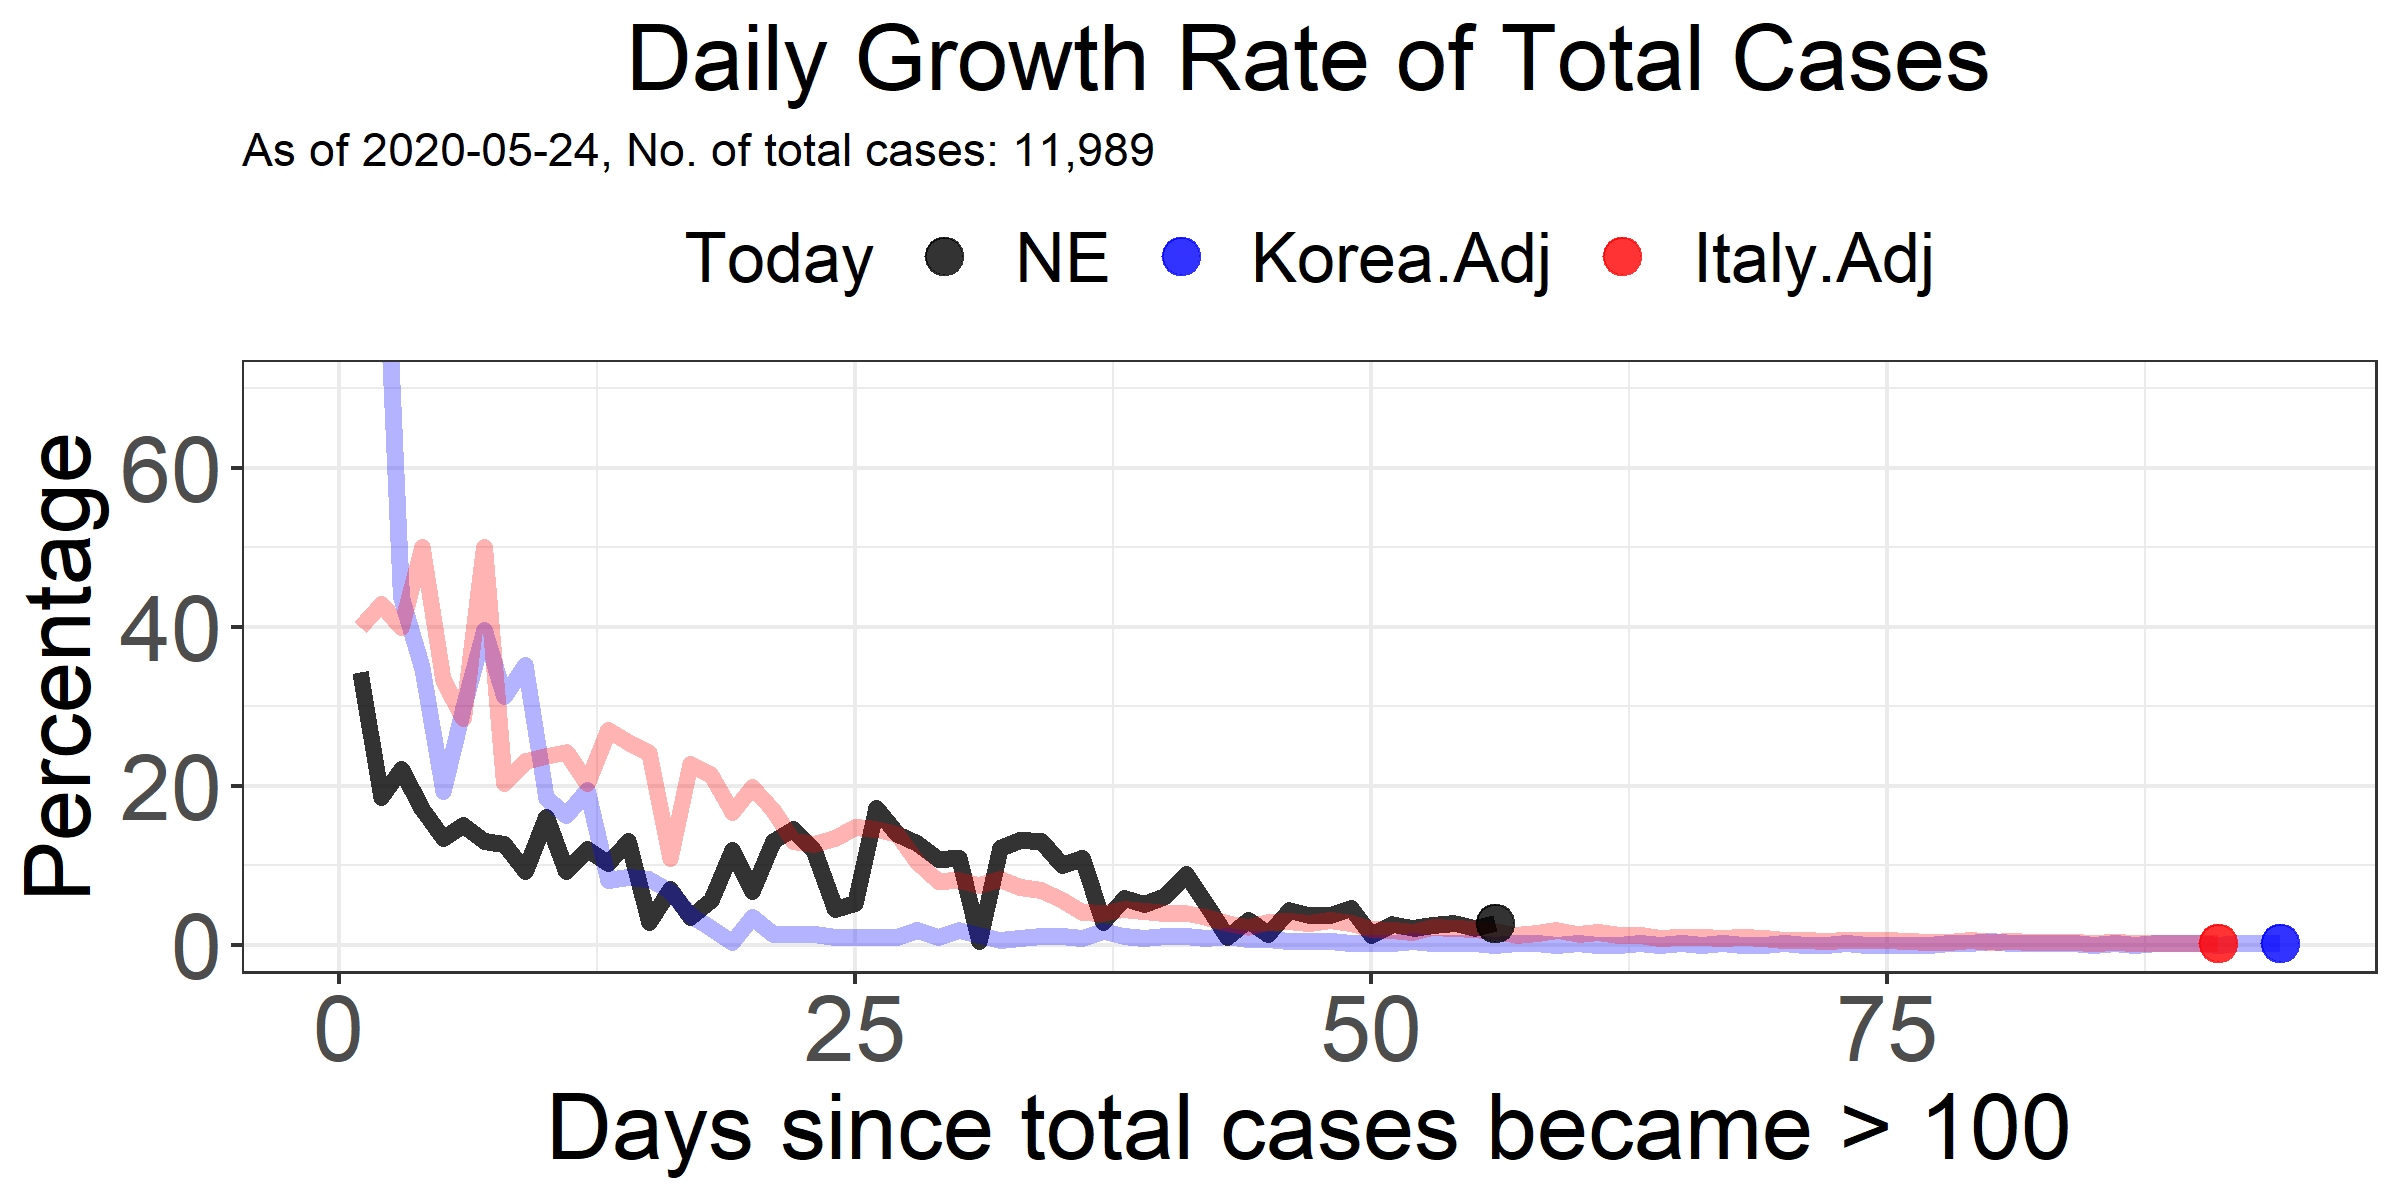 Daily Growth Rate of Total Cases
As of 2020-05-24, No. of total cases: 11,989
Today NE Korea.Adj Italy.Adj
Percentage
60
40
20
0
0 25 50 75
Days since total cases became > 100